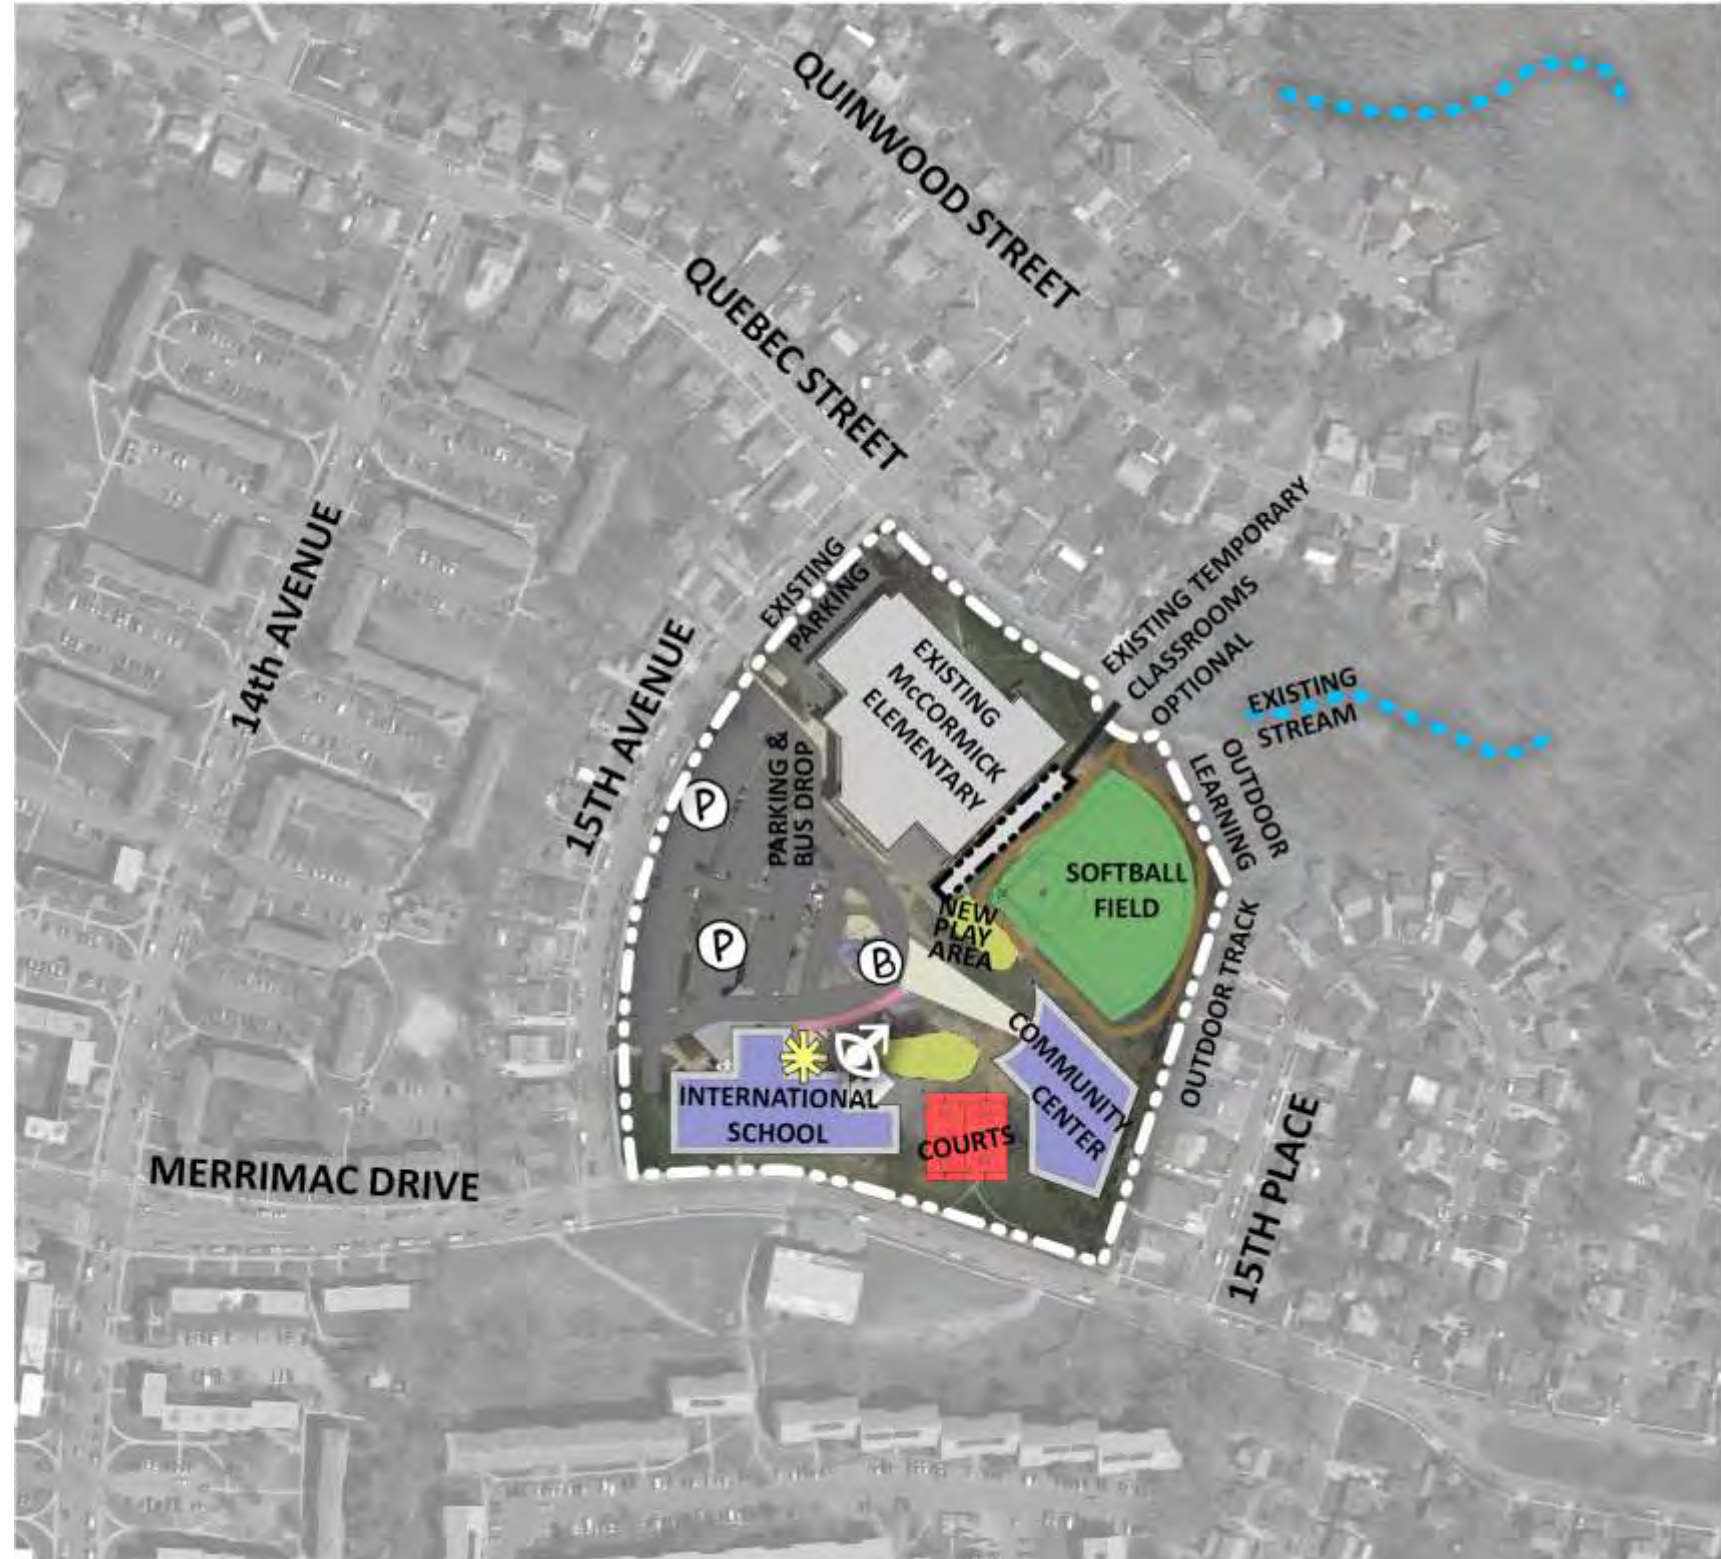 QUINWOOD STREET
QUEBEC STREET
14th AVENUE
15TH AVENUE
EXISTING
PARKING
EXISTING
McCORMICK
ELEMENTARY
EXISTING TEMPORARY
CLASSROOMS
OPTIONAL
EXISTING
STREAM
OUTDOOR
LEARNING
PARKING &
BUS DROP
P
P
B
SOFTBALL
FIELD
NEW
PLAY
AREA
OUTDOOR TRACK
COMMUNITY
CENTER
INTERNATIONAL
SCHOOL
COURTS
MERRIMAC DRIVE
15TH PLACE